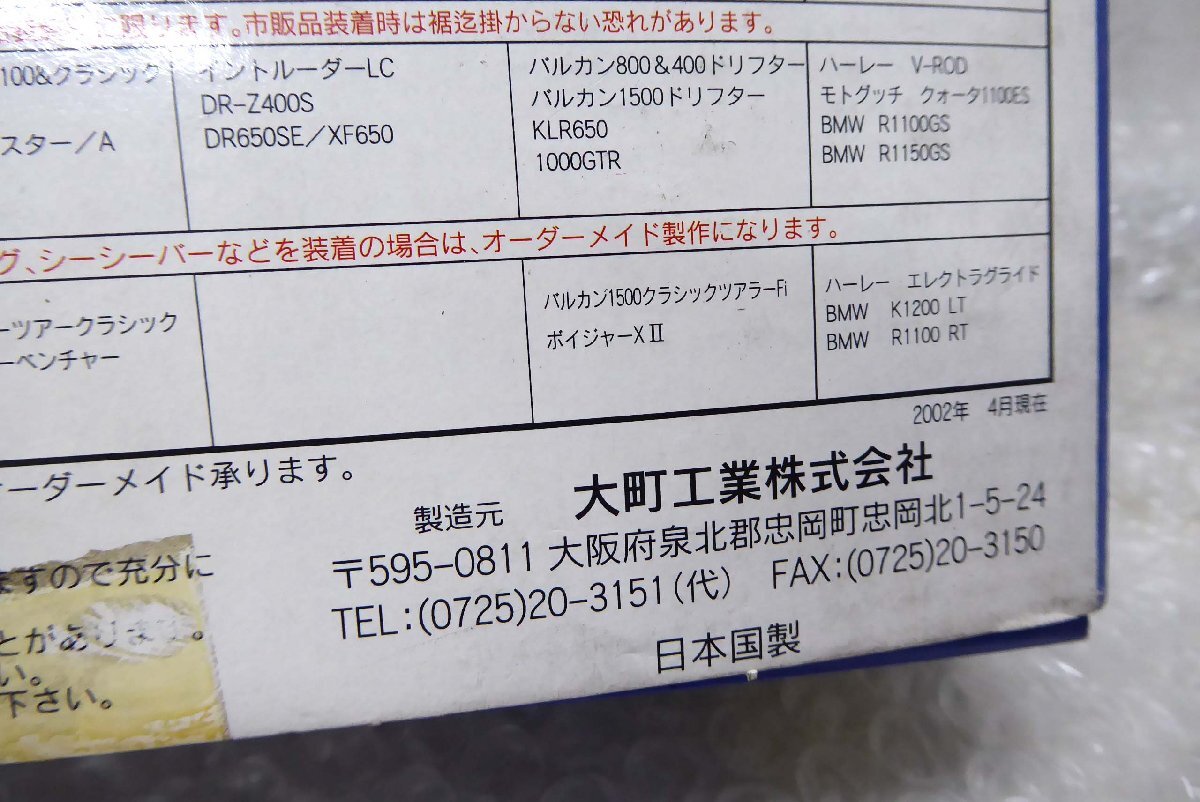 に限ります。市販品装着時は裾迄掛からない恐れがあります。
100&クラシック
スター/A
イントルーダーLC
DR-Z400S
DR650SE/XF650
バルカン800&400ドリフター
バルカン1500ドリフター
KLR650
1000GTR
ハーレー V-ROD
モトグッチ クォータ1100ES
BMW R1100GS
BMW R1150GS
グ、シーシーバーなどを装着の場合は、オーダーメイド製作になります。
ーツアークラシック
ーベンチャー
バルカン1500クラシックツアラーFi
ボイジャーXⅡ
ハーレー エレクトラグライド
BMW K1200 LT
BMW R1100 RT
2002年 4月現在
ーダーメイド承ります。
製造元 大町工業株式会社
〒595-0811 大阪府泉北郡忠岡町忠岡北1-5-24
TEL:(0725)20-3151(代) FAX:(0725)20-3150
日本国製
ますので充分に
とがあります。
い。
下さい。